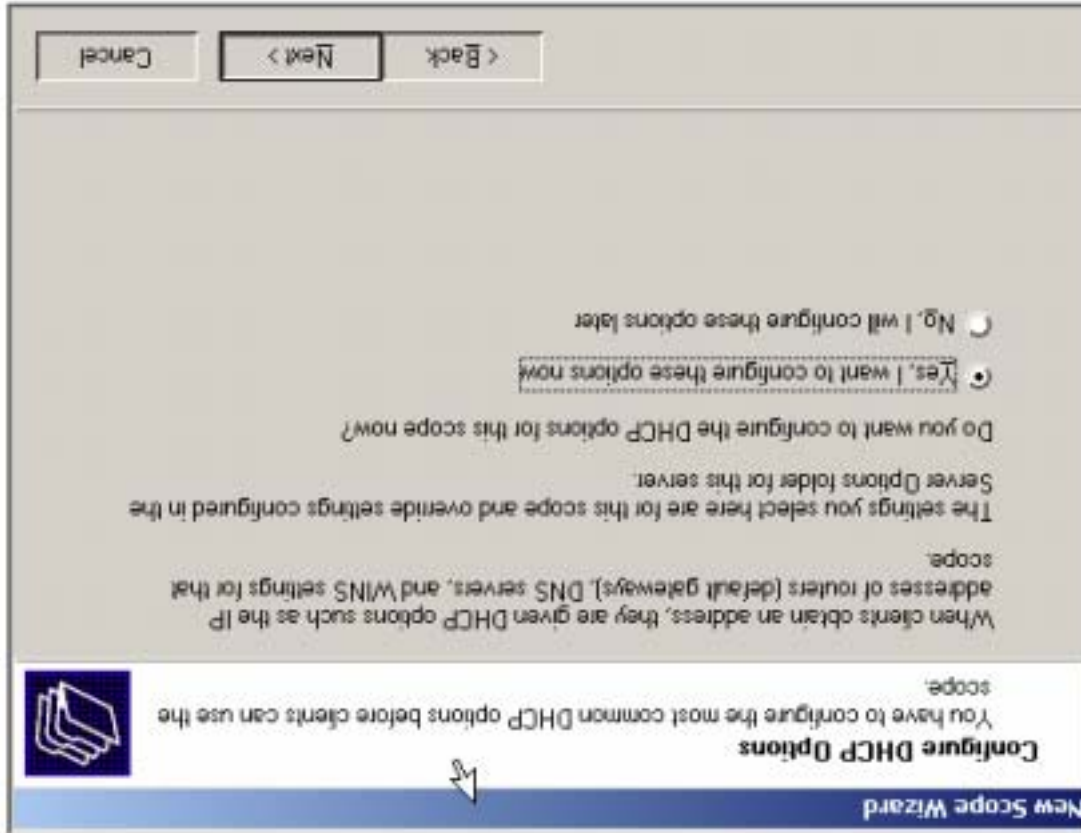 New Scope Wizard
Configure DHCP Options
You have to configure the most common DHCP options before clients can use the
scope.
When clients obtain an address, they are given DHCP options such as the IP
addresses of routers (default gateways), DNS servers, and WINS settings for that
scope.
The settings you select here are for this scope and override settings configured in the
Server Options folder for this server.
Do you want to configure the DHCP options for this scope now?
Yes, I want to configure these options now
No, I will configure these options later
< Back
Next >
Cancel